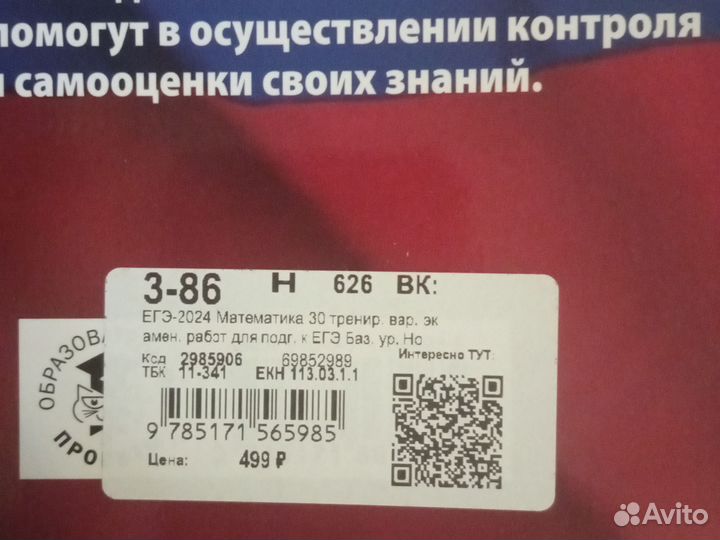 помогут в осуществлении контроля
и самооценки своих знаний.
3-86 Н 626 ВК:
ЕГЭ-2024 Математика 30 тренир. вар. эк
амен. работ для подг. к ЕГЭ Баз. ур. Но
Код 2985906 69852989
Интересно ТУТ:
ТБК 11-341 ЕКН 113.03.1.1
9 785171 565985
Цена: 499 ₽
ОБРАЗОВА
ПРО
Avito